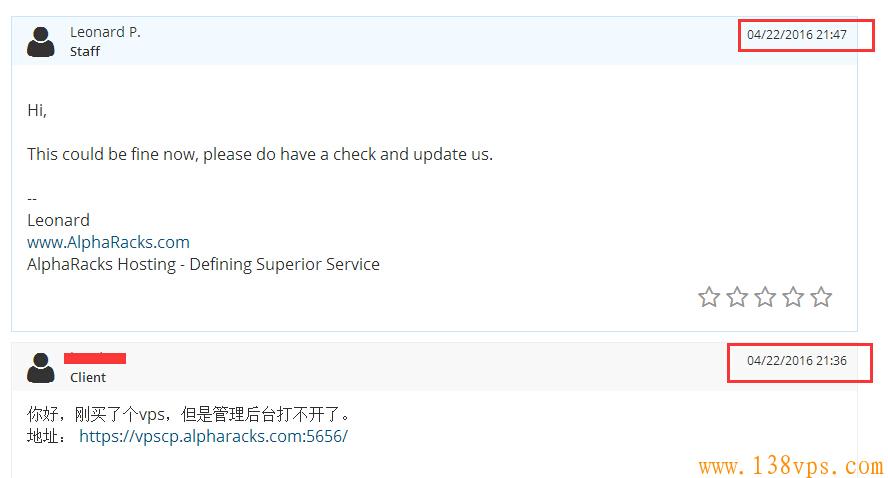 Leonard P.
Staff
04/22/2016 21:47
Hi,
This could be fine now, please do have a check and update us.
--
Leonard
www.AlphaRacks.com
AlphaRacks Hosting - Defining Superior Service
Client
04/22/2016 21:36
你好，刚买了个vps，但是管理后台打不开了。
地址： https://vpscp.alpharacks.com:5656/
www.138vps.com